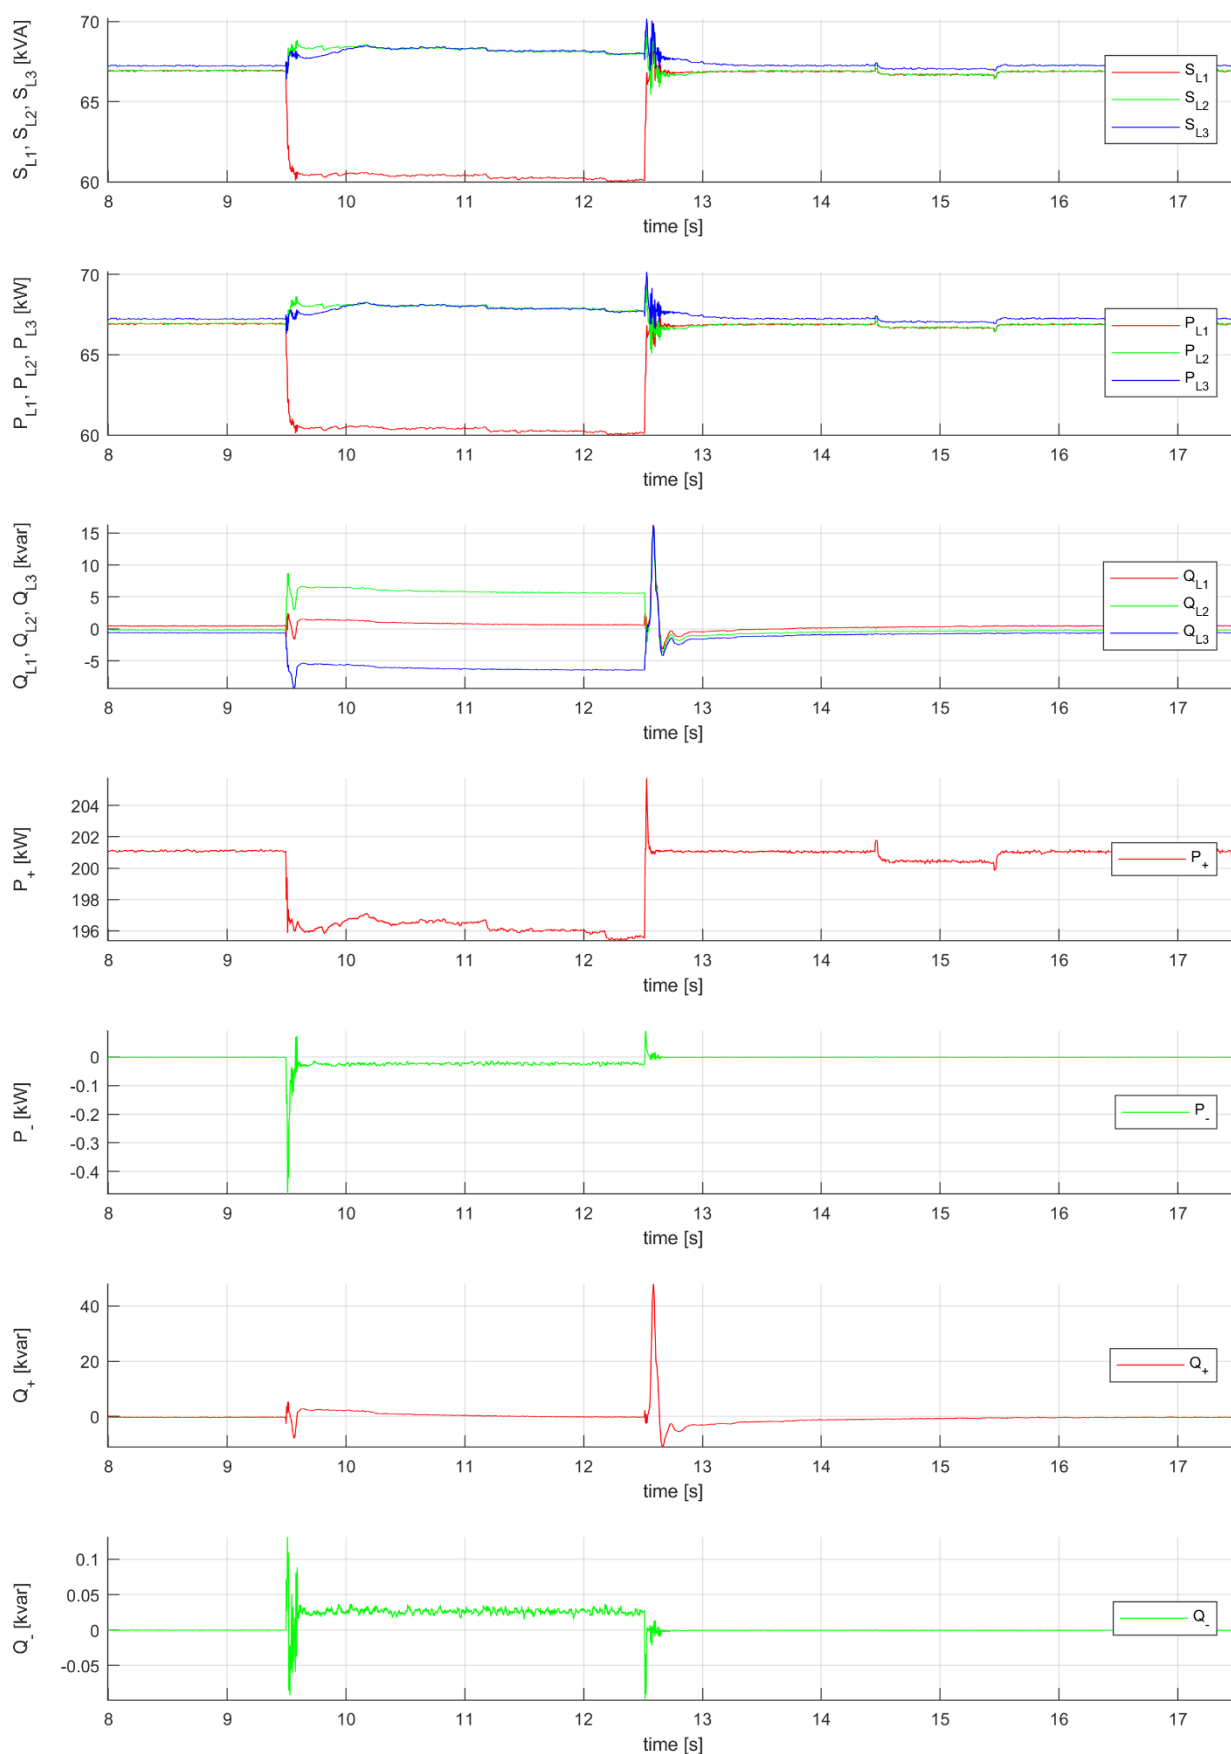 S_L1, S_L2, S_L3 [kVA]
70
65
60
S_L1
S_L2
S_L3
8 9 10 11 12 13 14 15 16 17
time [s]
P_L1, P_L2, P_L3 [kW]
70
65
60
P_L1
P_L2
P_L3
8 9 10 11 12 13 14 15 16 17
time [s]
Q_L1, Q_L2, Q_L3 [kvar]
15
10
5
0
-5
Q_L1
Q_L2
Q_L3
8 9 10 11 12 13 14 15 16 17
time [s]
P_+ [kW]
204
202
200
198
196
P_+
8 9 10 11 12 13 14 15 16 17
time [s]
P_- [kW]
0
-0.1
-0.2
-0.3
-0.4
P_-
8 9 10 11 12 13 14 15 16 17
time [s]
Q_+ [kvar]
40
20
0
Q_+
8 9 10 11 12 13 14 15 16 17
time [s]
Q_- [kvar]
0.1
0.05
0
-0.05
Q_-
8 9 10 11 12 13 14 15 16 17
time [s]